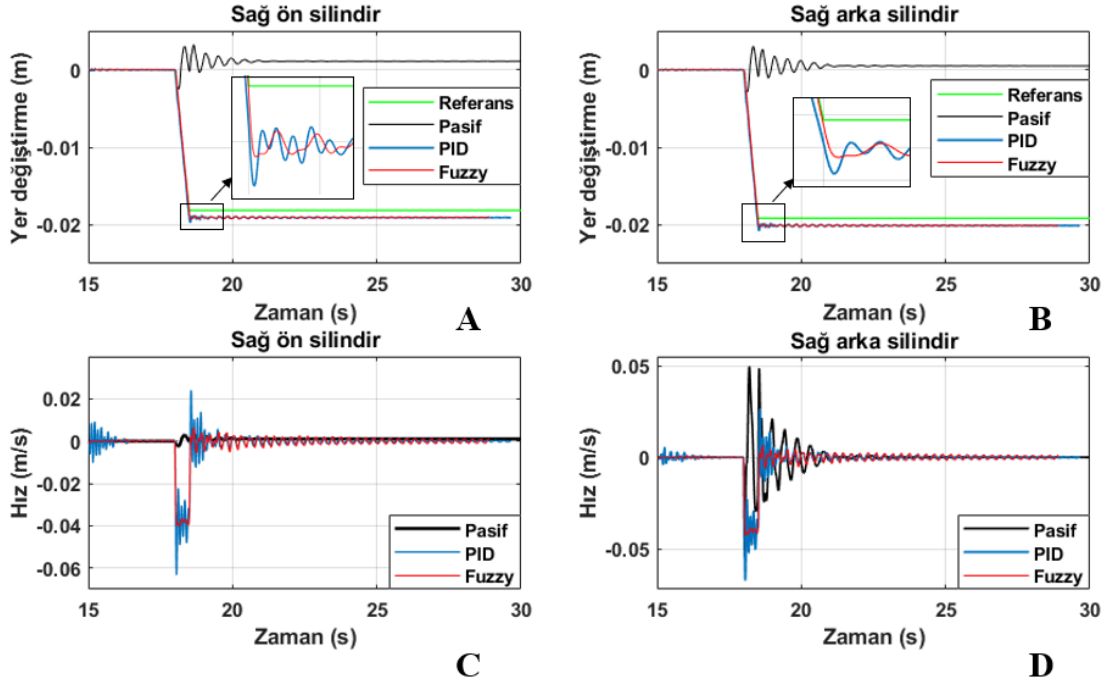 Sağ ön silindir
Yer değiştirme (m)
0
-0.01
-0.02
Referans
Pasif
PID
Fuzzy
15
20
25
30
Zaman (s)
A
Sağ arka silindir
Yer değiştirme (m)
0
-0.01
-0.02
Referans
Pasif
PID
Fuzzy
15
20
25
30
Zaman (s)
B
Sağ ön silindir
Hız (m/s)
0.02
0
-0.02
-0.04
-0.06
Pasif
PID
Fuzzy
15
20
25
30
Zaman (s)
C
Sağ arka silindir
Hız (m/s)
0.05
0
-0.05
Pasif
PID
Fuzzy
15
20
25
30
Zaman (s)
D